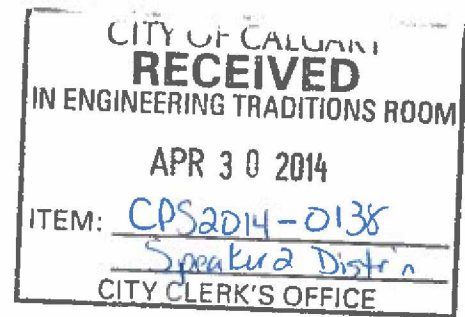 CITY OF CALGARY
RECEIVED
IN ENGINEERING TRADITIONS ROOM
APR 30 2014
ITEM: CPS2014-0138
Speaker 2 Distr'n
CITY CLERK'S OFFICE